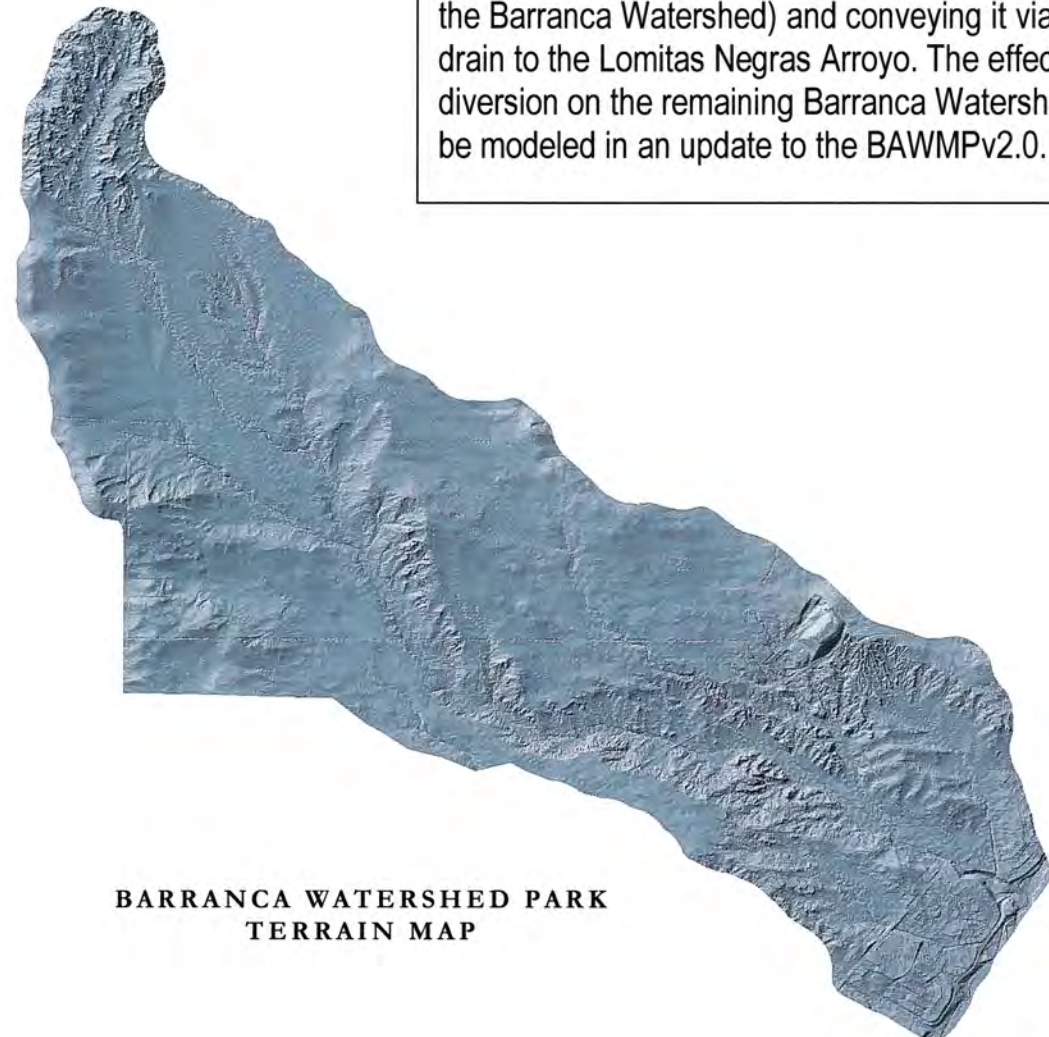 the Barranca Watershed) and conveying it via
drain to the Lomitas Negras Arroyo. The effec
diversion on the remaining Barranca Watersh
be modeled in an update to the BAWMPv2.0.
BARRANCA WATERSHED PARK
TERRAIN MAP